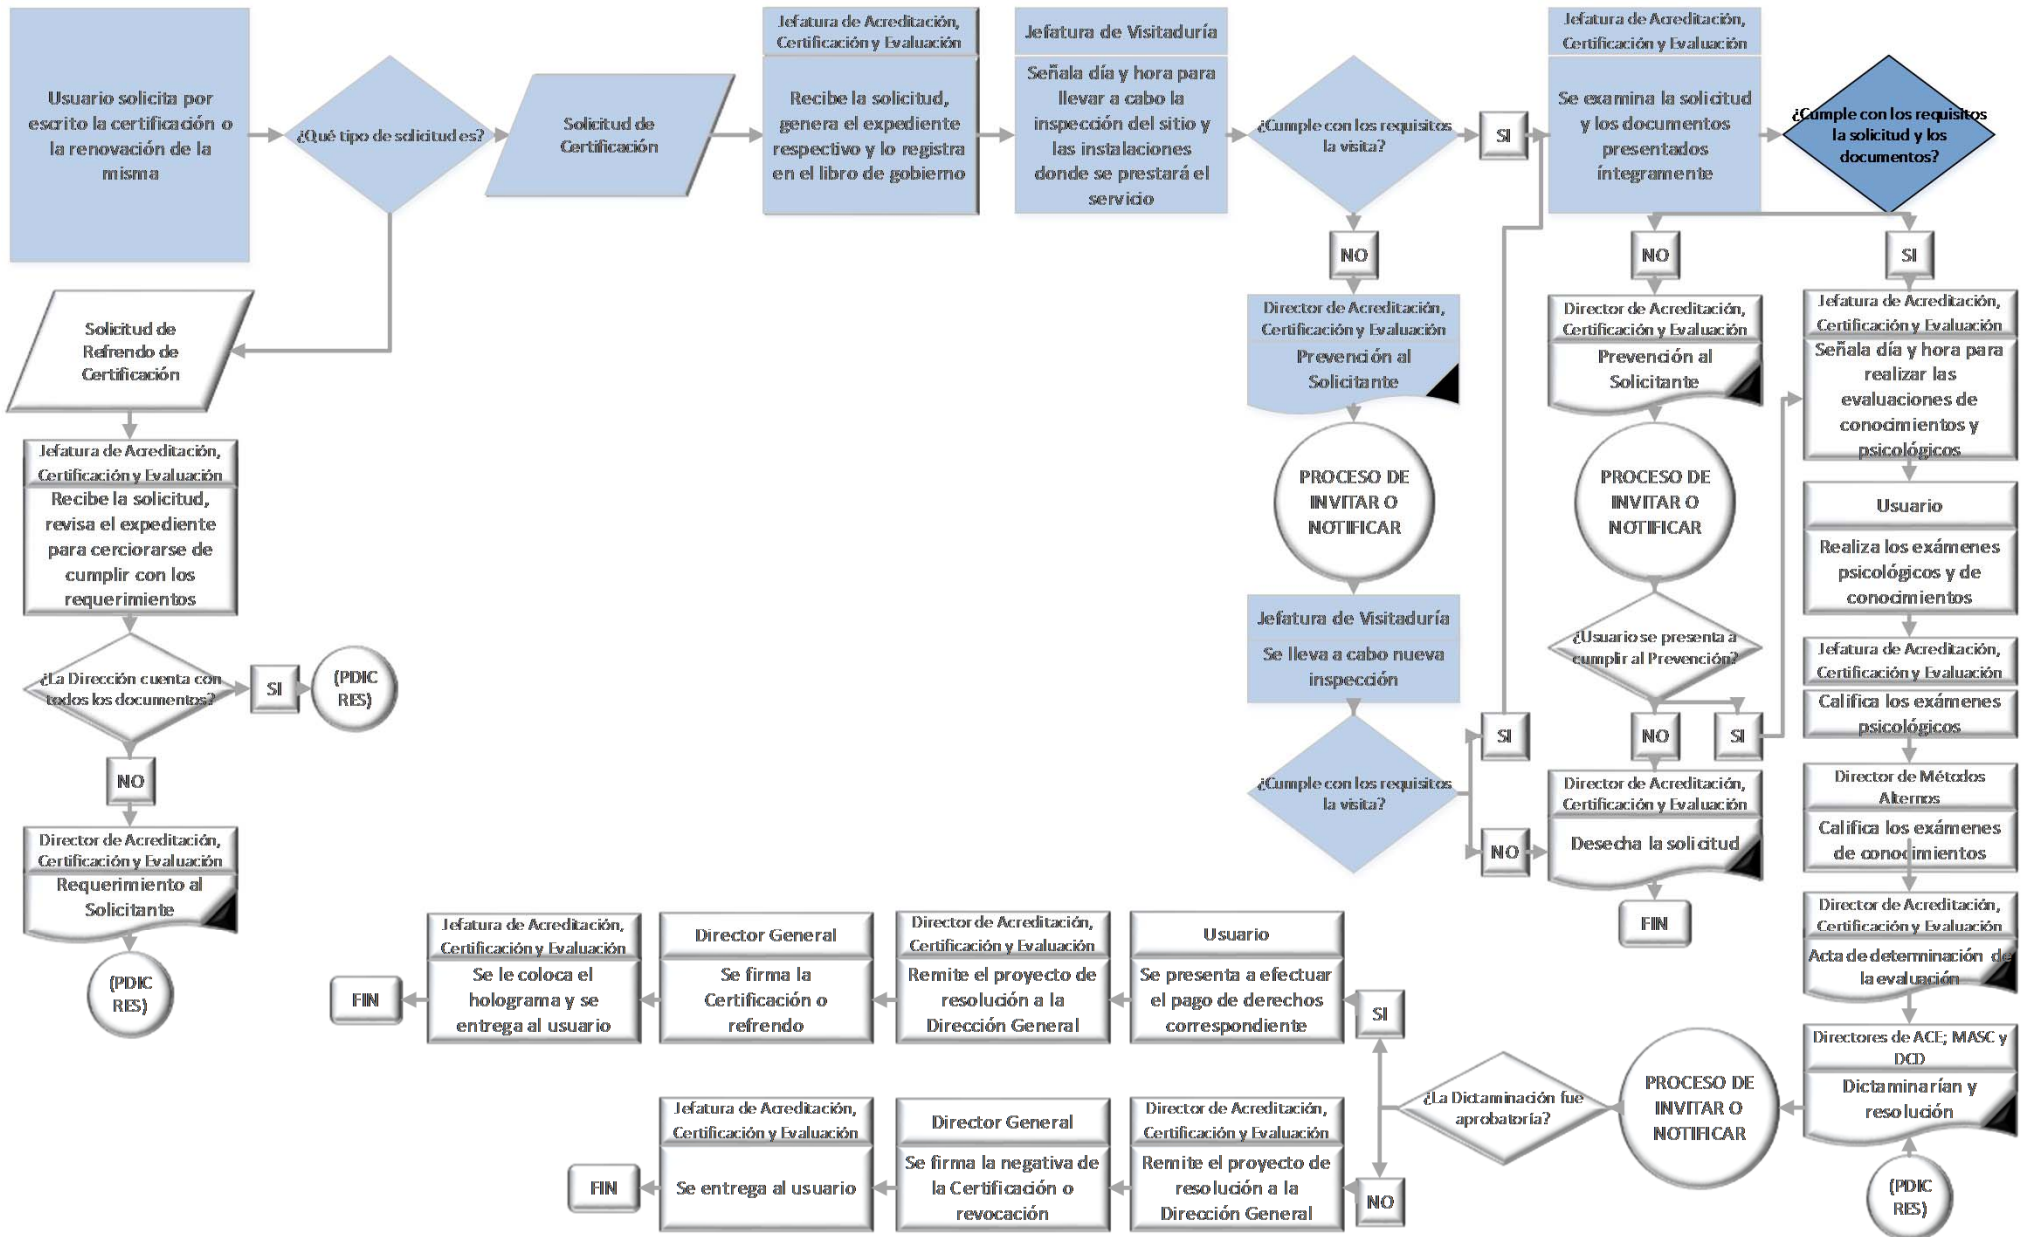 Usuario solicita por
escrito la certificación o
la renovación de la
misma
¿Qué tipo de solicitud es?
Solicitud de
Certificación
Jefatura de Acreditación,
Certificación y Evaluación
Recibe la solicitud,
genera el expediente
respectivo y lo registra
en el libro de gobierno
Jefatura de Visitaduría
Señala día y hora para
llevar a cabo la
inspección del sitio y
las instalaciones
donde se prestará el
servicio
¿Cumple con los requisitos
la visita?
SI
Jefatura de Acreditación,
Certificación y Evaluación
Se examina la solicitud
y los documentos
presentados
íntegramente
¿Cumple con los requisitos
la solicitud y los
documentos?
NO
Director de Acreditación,
Certificación y Evaluación
Prevención al
Solicitante
PROCESO DE
INVITAR O
NOTIFICAR
Jefatura de Visitaduría
Se lleva a cabo nueva
inspección
¿Cumple con los requisitos
la visita?
SI
NO
NO
Director de Acreditación,
Certificación y Evaluación
Prevención al
Solicitante
PROCESO DE
INVITAR O
NOTIFICAR
¿Usuario se presenta a
cumplir al Prevención?
NO
SI
Director de Acreditación,
Certificación y Evaluación
Desecha la solicitud
FIN
SI
Jefatura de Acreditación,
Certificación y Evaluación
Señala día y hora para
realizar las
evaluaciones de
conocimientos y
psicológicos
Usuario
Realiza los exámenes
psicológicos y de
conocimientos
Jefatura de Acreditación,
Certificación y Evaluación
Califica los exámenes
psicológicos
Director de Métodos
Alternos
Califica los exámenes
de conocimientos
Director de Acreditación,
Certificación y Evaluación
Acta de determinación de
la evaluación
Directores de ACE; MASC y
DCD
Dictaminarían y
resolución
(PDIC
RES)
PROCESO DE
INVITAR O
NOTIFICAR
¿La Dictaminación fue
aprobatoría?
SI
Usuario
Se presenta a efectuar
el pago de derechos
correspondiente
Director de Acreditación,
Certificación y Evaluación
Remite el proyecto de
resolución a la
Dirección General
Director General
Se firma la
Certificación o
refrendo
Jefatura de Acreditación,
Certificación y Evaluación
Se le coloca el
holograma y se
entrega al usuario
FIN
NO
Director de Acreditación,
Certificación y Evaluación
Remite el proyecto de
resolución a la
Dirección General
Director General
Se firma la negativa de
la Certificación o
revocación
Jefatura de Acreditación,
Certificación y Evaluación
Se entrega al usuario
FIN
Solicitud de
Refrendo de
Certificación
Jefatura de Acreditación,
Certificación y Evaluación
Recibe la solicitud,
revisa el expediente
para cerciorarse de
cumplir con los
requerimientos
¿La Dirección cuenta con
todos los documentos?
SI
(PDIC
RES)
NO
Director de Acreditación,
Certificación y Evaluación
Requerimiento al
Solicitante
(PDIC
RES)